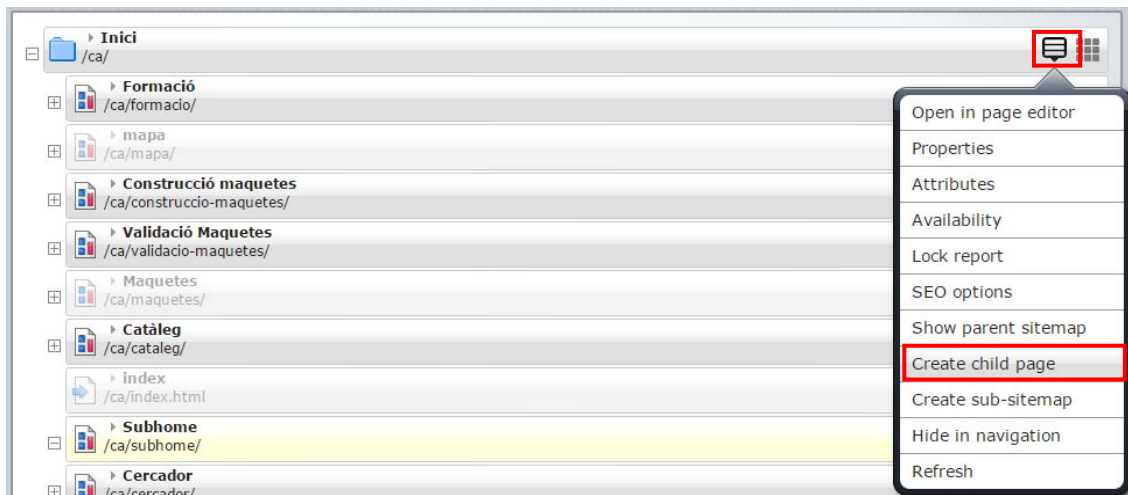 Inici
/ca/
Formació
/ca/formacio/
mapa
/ca/mapa/
Construcció maquetes
/ca/construccio-maquetes/
Validació Maquetes
/ca/validacio-maquetes/
Maquetes
/ca/maquetes/
Catàleg
/ca/cataleg/
index
/ca/index.html
Subhome
/ca/subhome/
Cercador
/ca/cercador/
Open in page editor
Properties
Attributes
Availability
Lock report
SEO options
Show parent sitemap
Create child page
Create sub-sitemap
Hide in navigation
Refresh